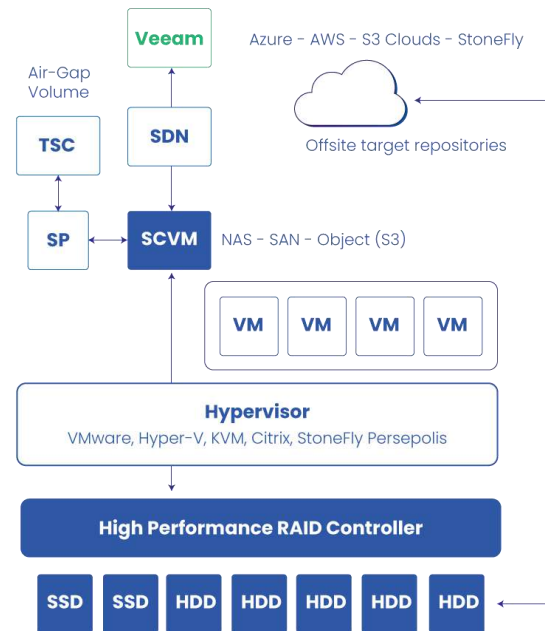 Veeam
Azure - AWS - S3 Clouds - StoneFly
Air-Gap
Volume
TSC
SDN
Offsite target repositories
SP
SCVM
NAS - SAN - Object (S3)
VM VM VM VM
Hypervisor
VMware, Hyper-V, KVM, Citrix, StoneFly Persepolis
High Performance RAID Controller
SSD SSD HDD HDD HDD HDD HDD